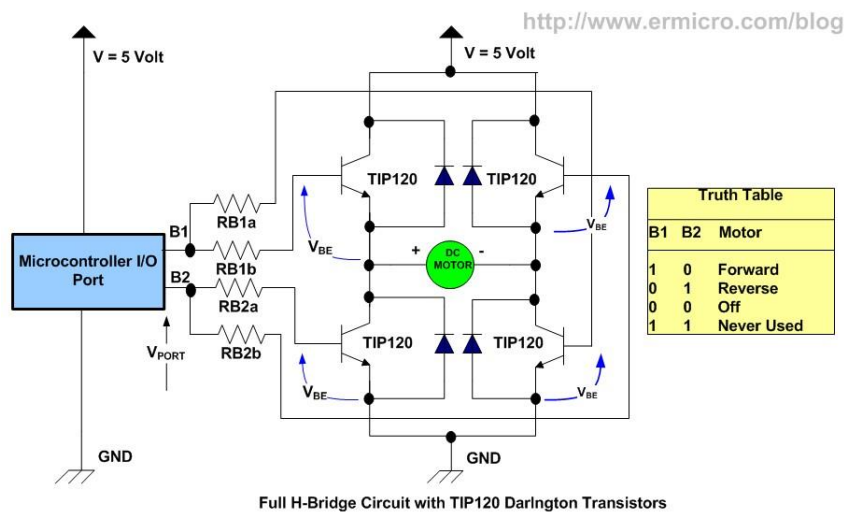 http://www.ermicro.com/blog
V = 5 Volt
V = 5 Volt
TIP120
TIP120
RB1a
B1
VBE
VBE
Truth Table
B1 B2 Motor
1 0 Forward
0 1 Reverse
0 0 Off
1 1 Never Used
Microcontroller I/O
Port
RB1b
+
DC
MOTOR
-
B2
RB2a
VPORT
RB2b
TIP120
TIP120
VBE
VBE
GND
GND
Full H-Bridge Circuit with TIP120 Darlngton Transistors